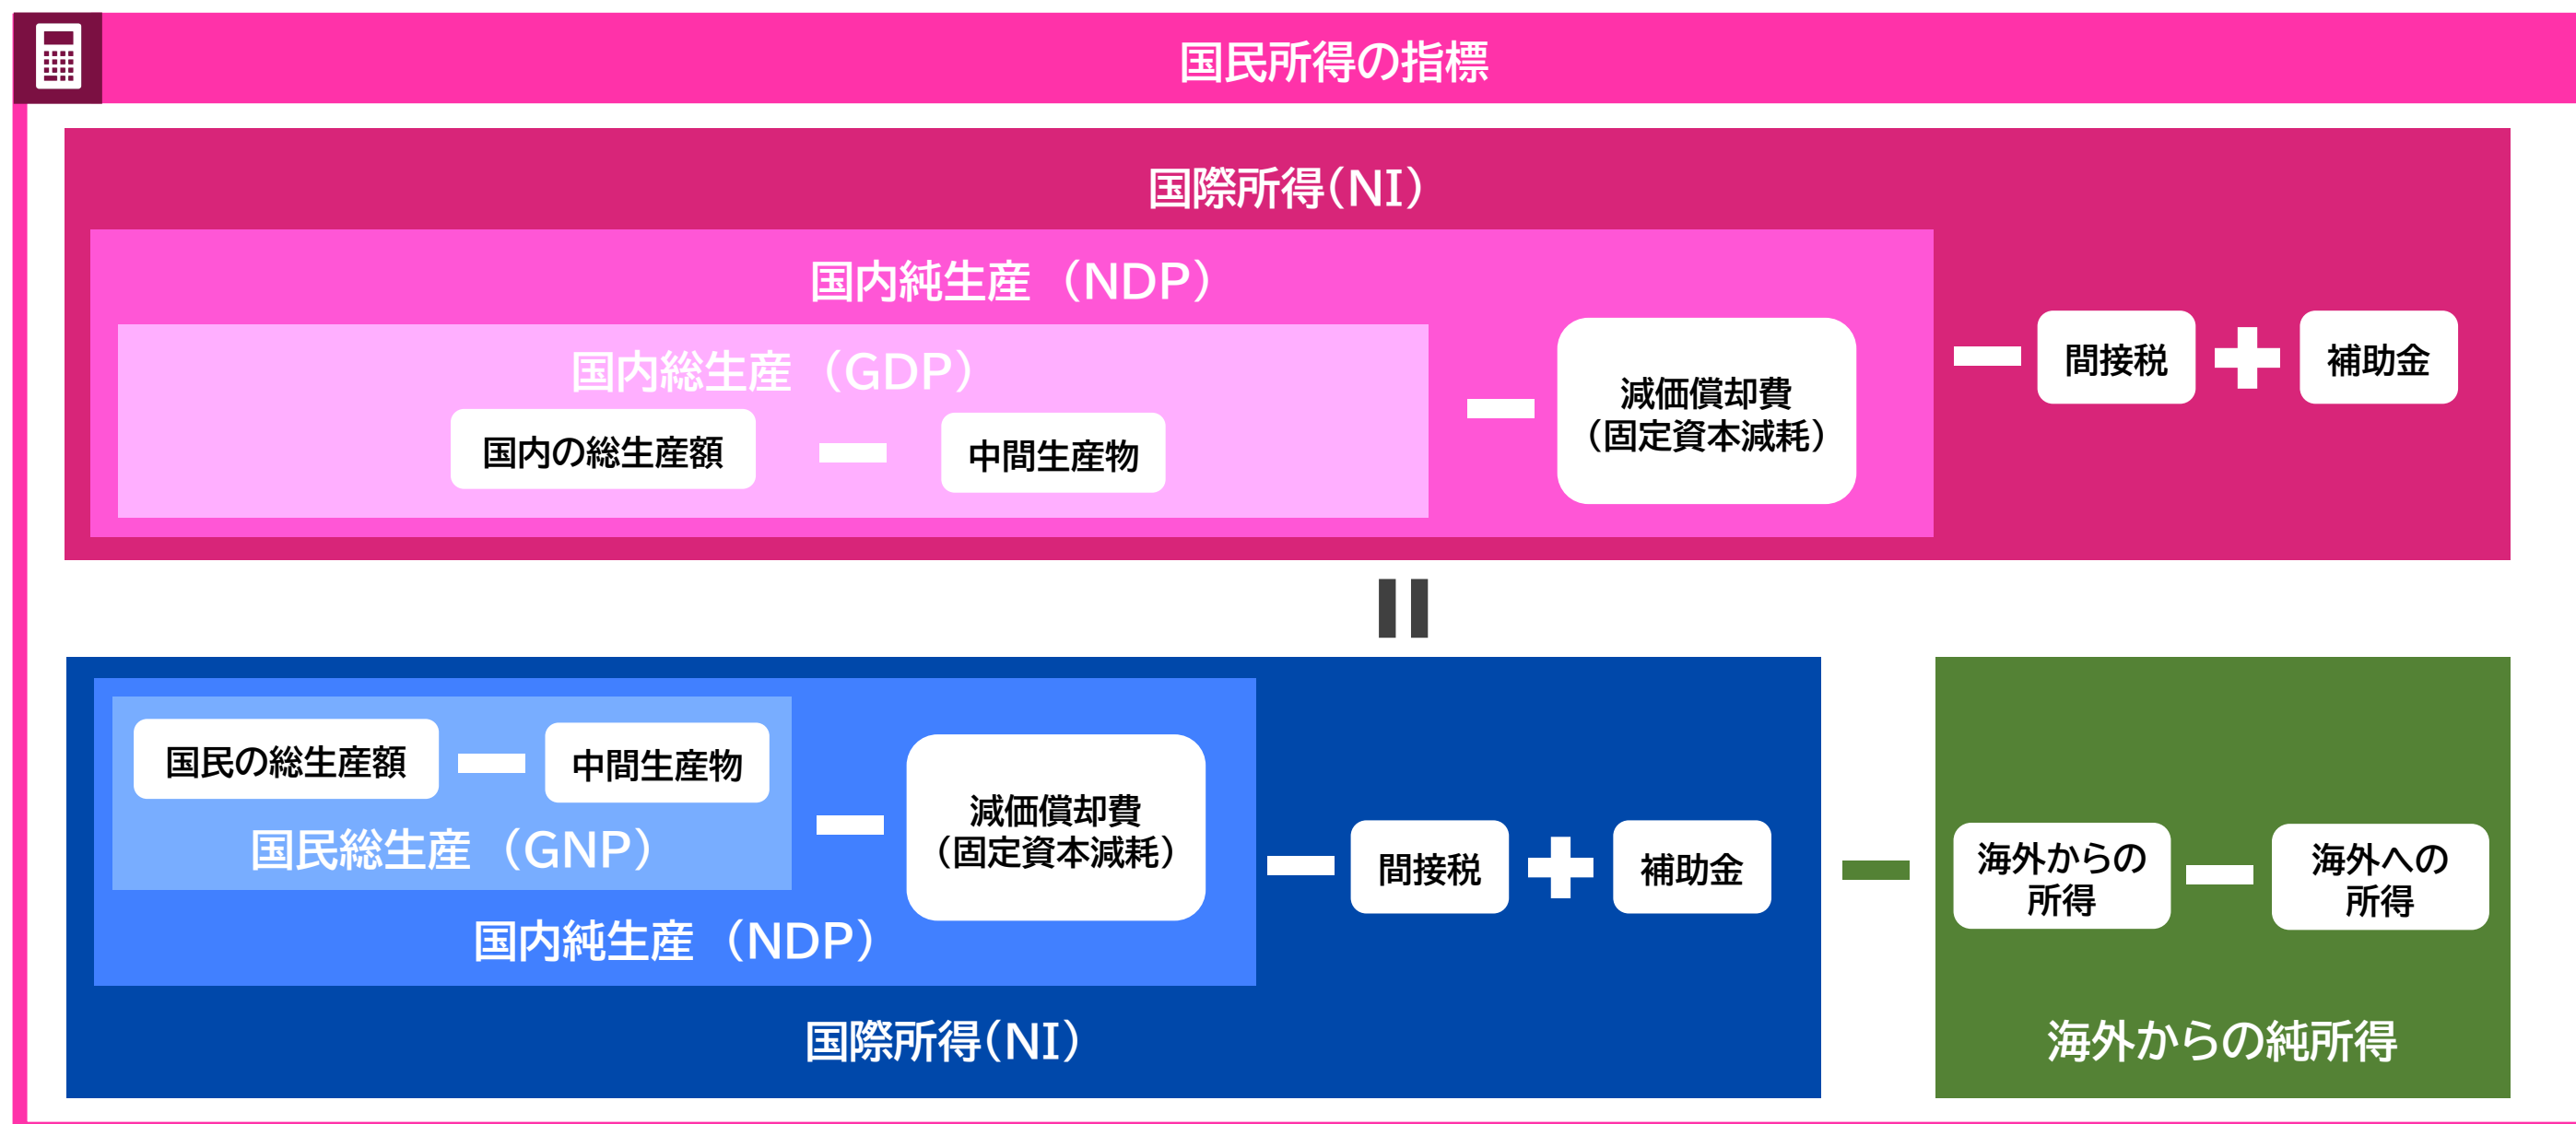 国民所得の指標
国際所得(NI)
国内純生産（NDP）
国内総生産（GDP）
国内の総生産額
中間生産物
減価償却費
（固定資本減耗）
間接税
補助金
国民の総生産額
中間生産物
国民総生産（GNP）
減価償却費
（固定資本減耗）
国内純生産（NDP）
間接税
補助金
国際所得(NI)
海外からの
所得
海外への
所得
海外からの純所得